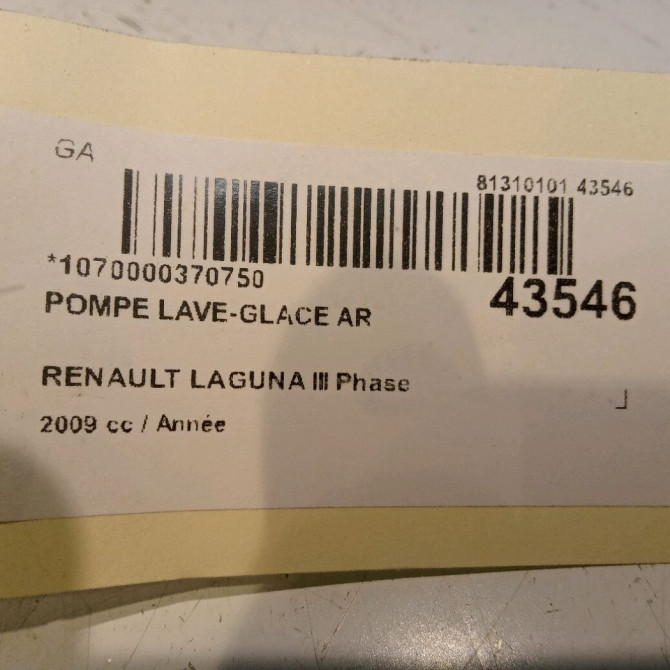 GA
81310101 43546
*1070000370750
43546
POMPE LAVE-GLACE AR
RENAULT LAGUNA III Phase
2009 cc / Année